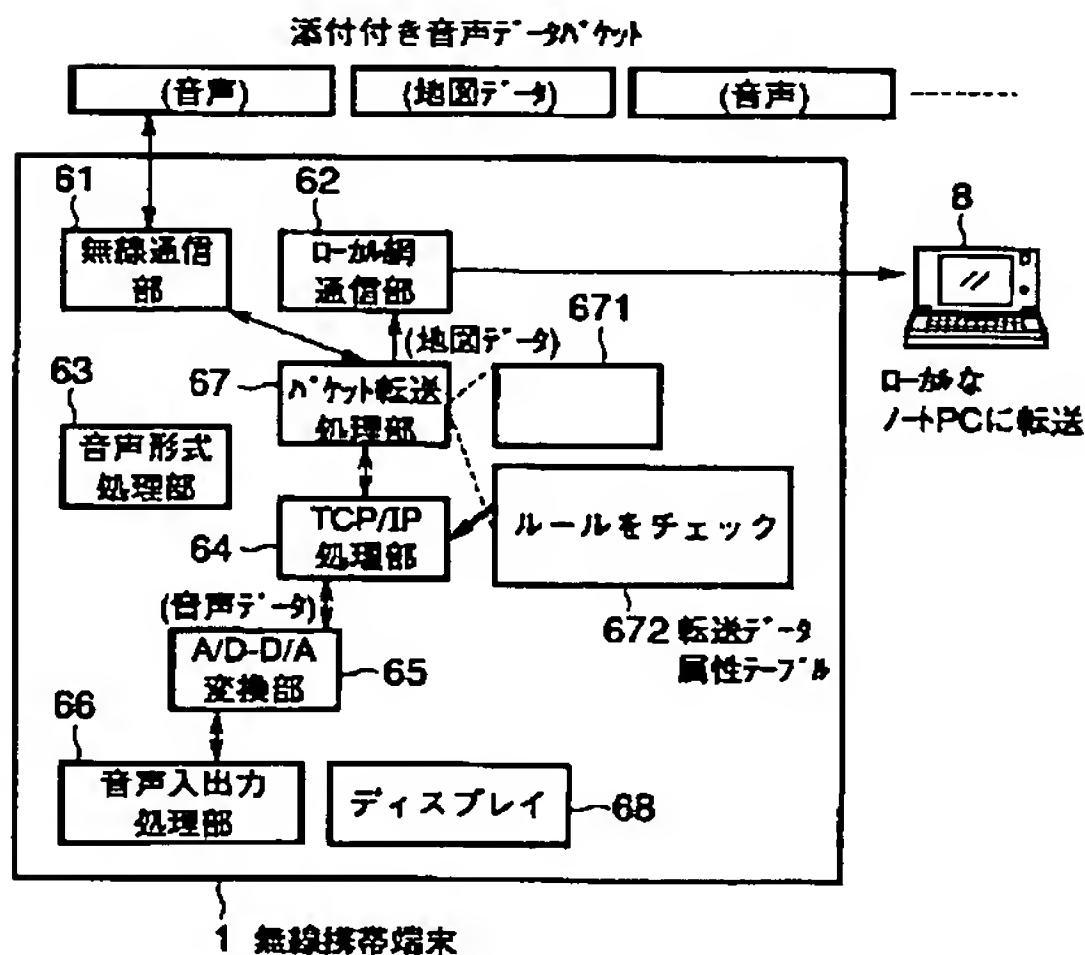 添付付き音声データパケット
(音声)
(地図データ)
(音声)
61
62
8
無線通信
部
ローカル網
通信部
671
(地図データ)
63
67
パケット転送
処理部
ローカルな
ノートPCに転送
音声形式
処理部
TCP/IP
処理部
64
ルールをチェック
(音声データ)
672 転送データ
属性テーブル
A/D-D/A
変換部
65
66
音声入出力
処理部
ディスプレイ
68
1 無線携帯端末